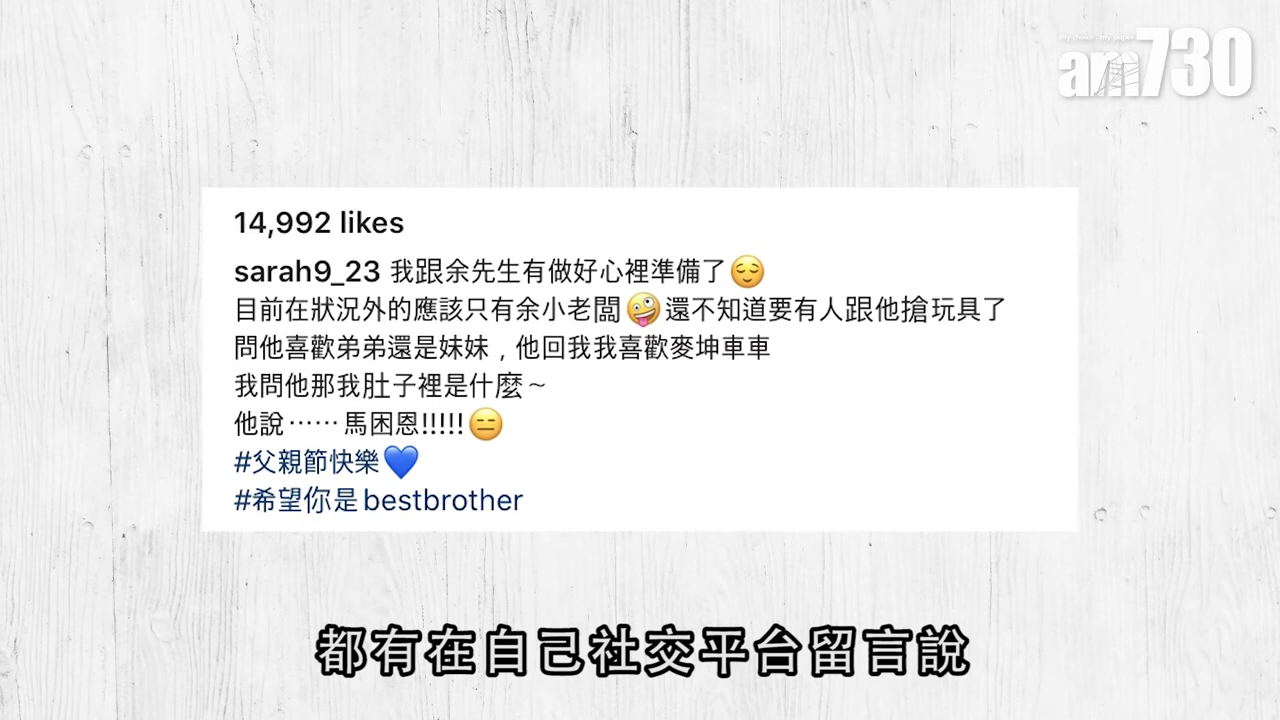 am730
14,992 likes
sarah9_23 我跟余先生有做好心裡準備了😌
目前在狀況外的應該只有余小老闆🤪還不知道要有人跟他搶玩具了
問他喜歡弟弟還是妹妹，他回我我喜歡麥坤車車
我問他那我肚子裡是什麼～
他說⋯⋯馬困恩!!!!!😑
#父親節快樂💙
#希望你是bestbrother
都有在自己社交平台留言說